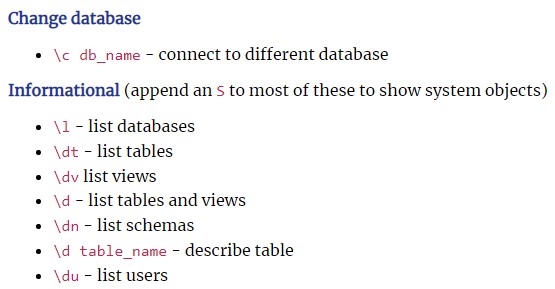 Change database
• \c db_name - connect to different database
Informational (append an S to most of these to show system objects)
• \l - list databases
• \dt - list tables
• \dv list views
• \d - list tables and views
• \dn - list schemas
• \d table_name - describe table
• \du - list users